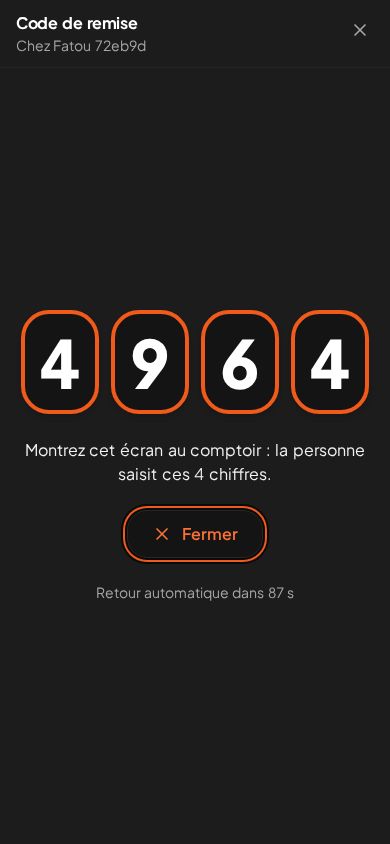 Code de remise
Chez Fatou 72eb9d
4 9 6 4
Montrez cet écran au comptoir : la personne
saisit ces 4 chiffres.
Fermer
Retour automatique dans 87 s